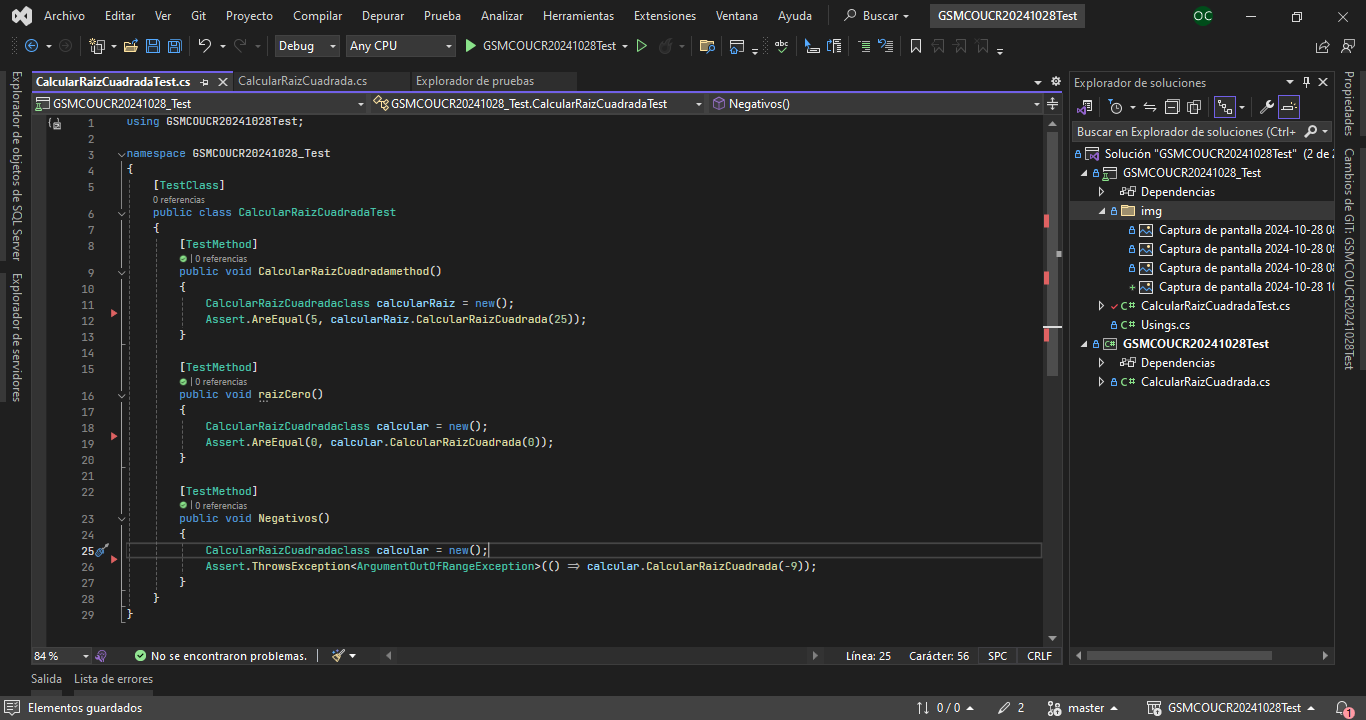 Archivo Editar Ver Git Proyecto Compilar Depurar Prueba Analizar Herramientas Extensiones Ventana Ayuda Buscar GSMCOUCR20241028Test OC
Debug Any CPU GSMCOUCR20241028Test
Explorador de objetos de SQL Server
Explorador de servidores
CalcularRaizCuadradaTest.cs CalcularRaizCuadrada.cs Explorador de pruebas
GSMCOUCR20241028_Test GSMCOUCR20241028_Test.CalcularRaizCuadradaTest Negativos()
1 using GSMCOUCR20241028Test;
2
3 namespace GSMCOUCR20241028_Test
4 {
5 [TestClass]
0 referencias
6 public class CalcularRaizCuadradaTest
7 {
8 [TestMethod]
| 0 referencias
9 public void CalcularRaizCuadradamethod()
10 {
11 CalcularRaizCuadradaclass calcularRaiz = new();
12 Assert.AreEqual(5, calcularRaiz.CalcularRaizCuadrada(25));
13 }
14
15 [TestMethod]
| 0 referencias
16 public void raizCero()
17 {
18 CalcularRaizCuadradaclass calcular = new();
19 Assert.AreEqual(0, calcular.CalcularRaizCuadrada(0));
20 }
21
22 [TestMethod]
| 0 referencias
23 public void Negativos()
24 {
25 CalcularRaizCuadradaclass calcular = new();
26 Assert.ThrowsException<ArgumentOutOfRangeException>(() => calcular.CalcularRaizCuadrada(-9));
27 }
28 }
29 }
84 % No se encontraron problemas. Línea: 25 Carácter: 56 SPC CRLF
Explorador de soluciones
Buscar en Explorador de soluciones (Ctrl+
Solución "GSMCOUCR20241028Test" (2 de
GSMCOUCR20241028_Test
Dependencias
img
Captura de pantalla 2024-10-28
Captura de pantalla 2024-10-28
Captura de pantalla 2024-10-28
Captura de pantalla 2024-10-28
C# CalcularRaizCuadradaTest.cs
C# Usings.cs
C# GSMCOUCR20241028Test
Dependencias
C# CalcularRaizCuadrada.cs
Propiedades
Cambios de GIT: GSMCOUCR20241028Test
Salida Lista de errores
Elementos guardados 0 / 0 2 master GSMCOUCR20241028Test 1